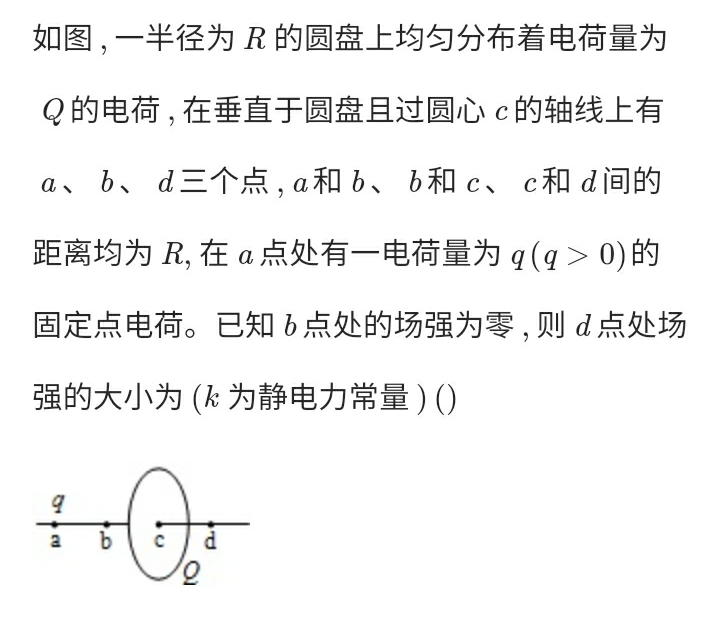 如图,一半径为 R 的圆盘上均匀分布着电荷量为
Q 的电荷,在垂直于圆盘且过圆心 c 的轴线上有
a、 b、 d 三个点,a 和 b、 b 和 c、 c 和 d 间的
距离均为 R, 在 a 点处有一电荷量为 q(q > 0) 的
固定点电荷。已知 b 点处的场强为零,则 d 点处场
强的大小为 (k 为静电力常量) ()
q
a b c d
Q